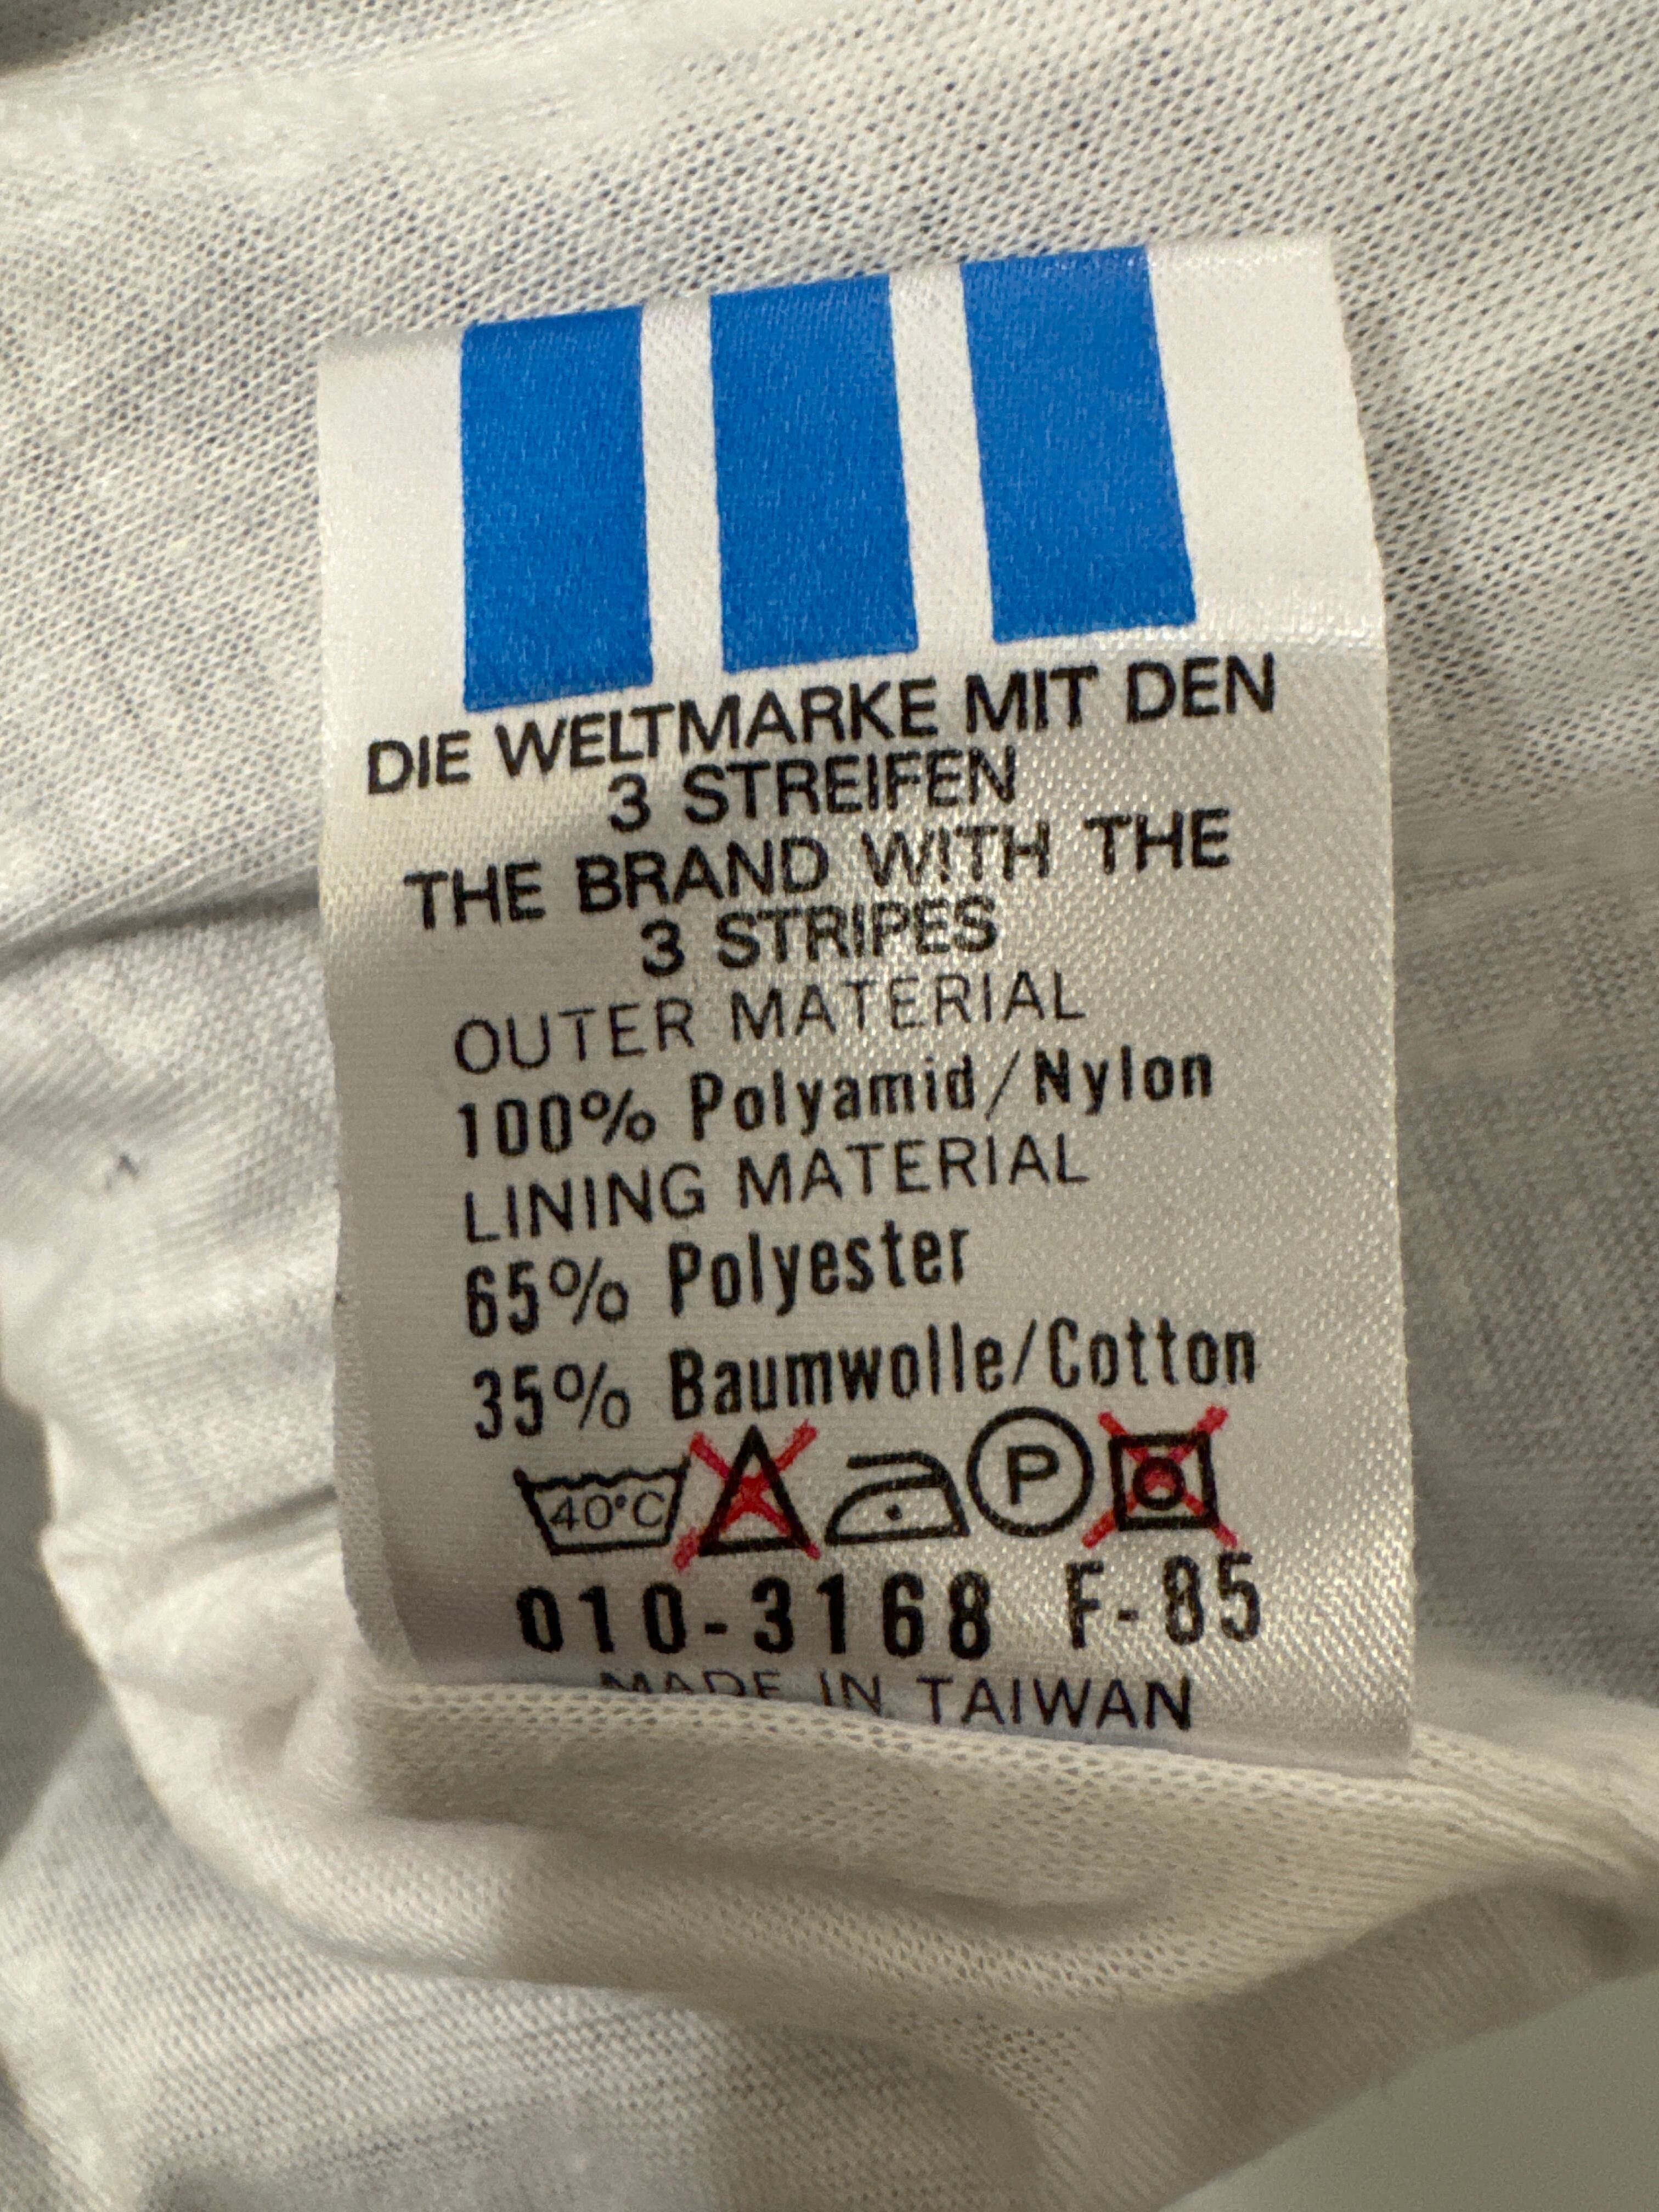 DIE WELTMARKE MIT DEN
3 STREIFEN
THE BRAND WITH THE
3 STRIPES
OUTER MATERIAL
100% Polyamid/Nylon
LINING MATERIAL
65% Polyester
35% Baumwolle/Cotton
40°C P
010-3168 F-85
MADE IN TAIWAN